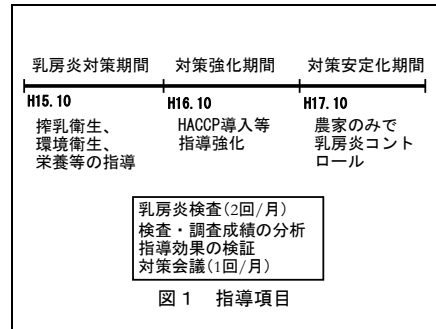 乳房炎対策期間 対策強化期間 対策安定化期間
H15.10 H16.10 H17.10
搾乳衛生、 HACCP導入等 農家のみで
環境衛生、 指導強化 乳房炎コント
栄養等の指導 ロール
乳房炎検査(2回/月)
検査・調査成績の分析
指導効果の検証
対策会議(1回/月)
図1 指導項目